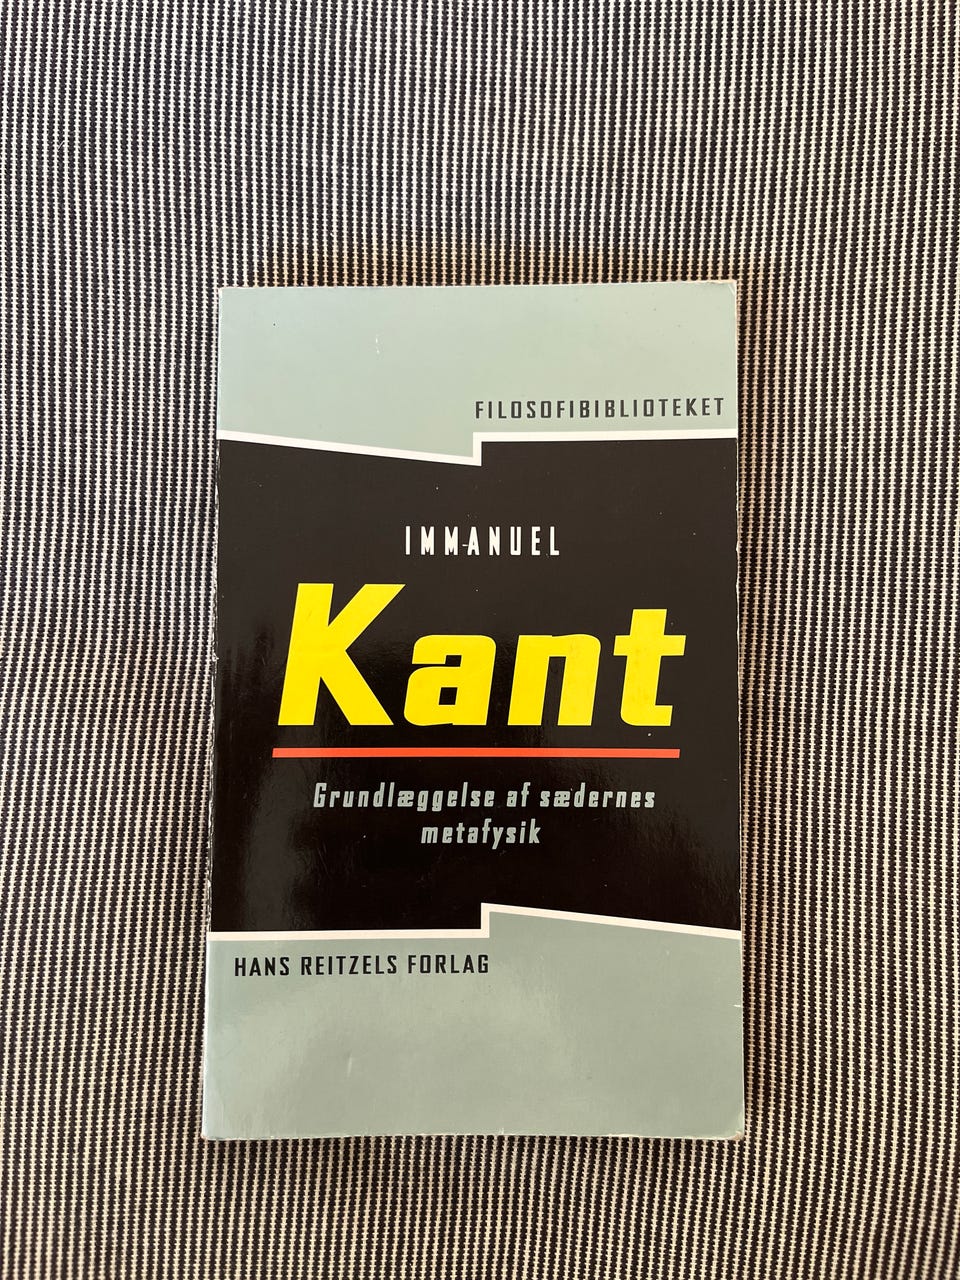 FILOSOFIBIBLIOTEKET
IMMANUEL
Kant
Grundlæggelse af sædernes
metafysik
HANS REITZELS FORLAG